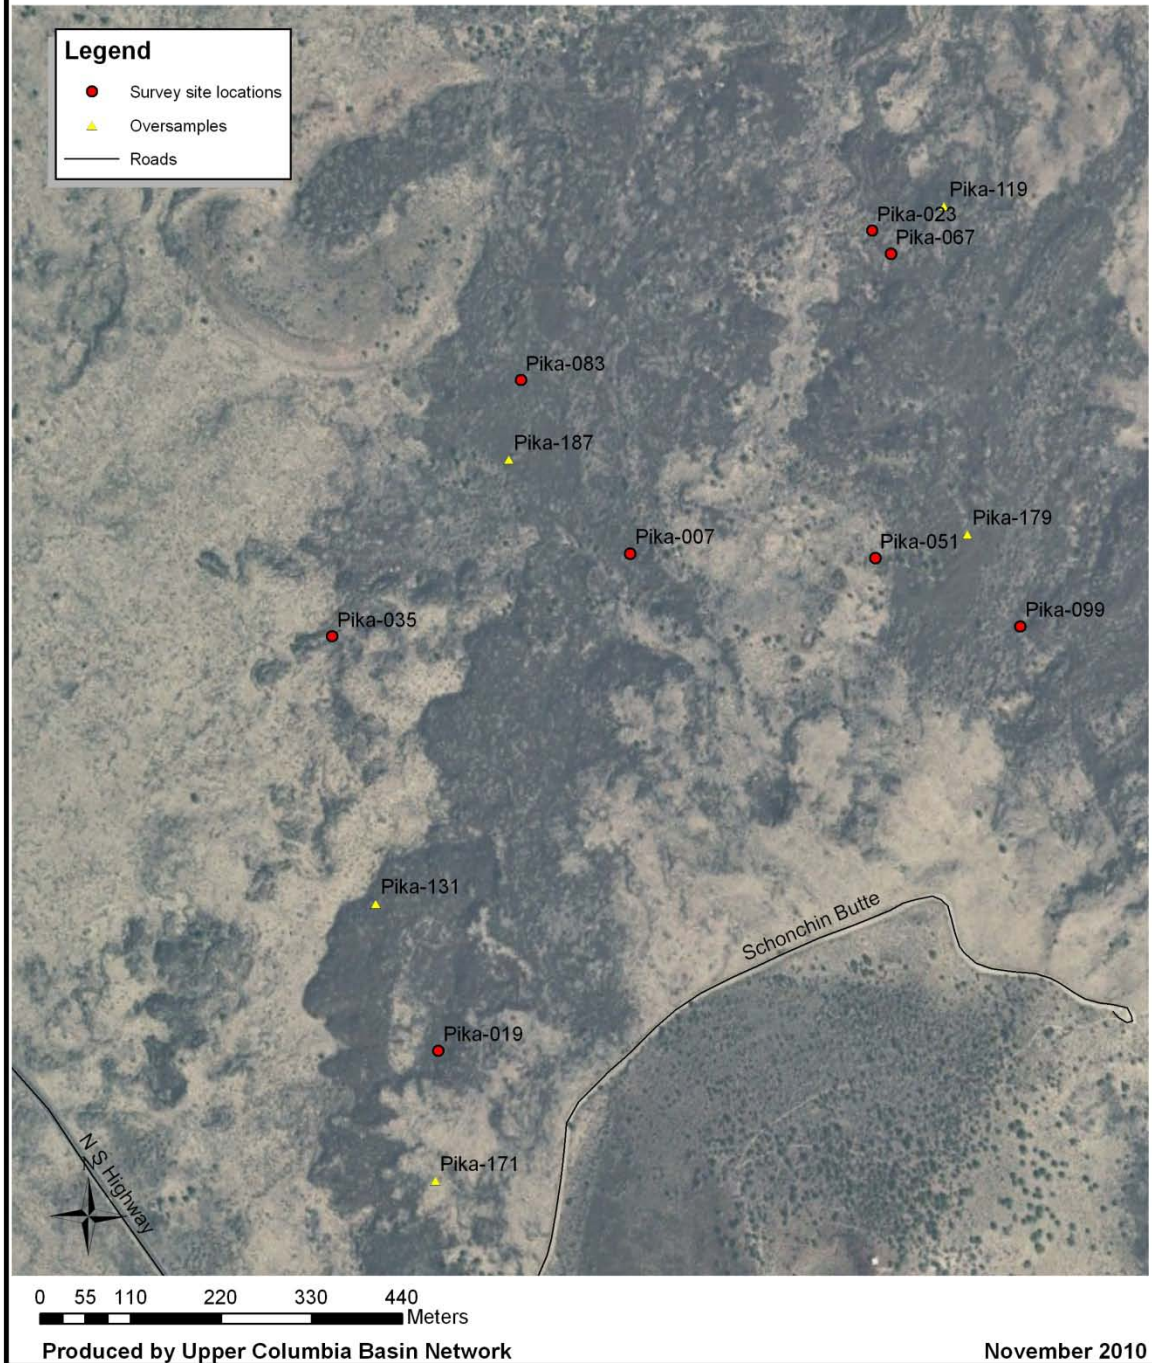 Legend
Survey site locations
Oversamples
Roads
Pika-119
Pika-023
Pika-067
Pika-083
Pika-187
Pika-179
Pika-007
Pika-051
Pika-099
Pika-035
Pika-131
Schonchin Butte
Pika-019
Pika-171
N S Highway
0 55 110 220 330 440
Meters
Produced by Upper Columbia Basin Network
November 2010